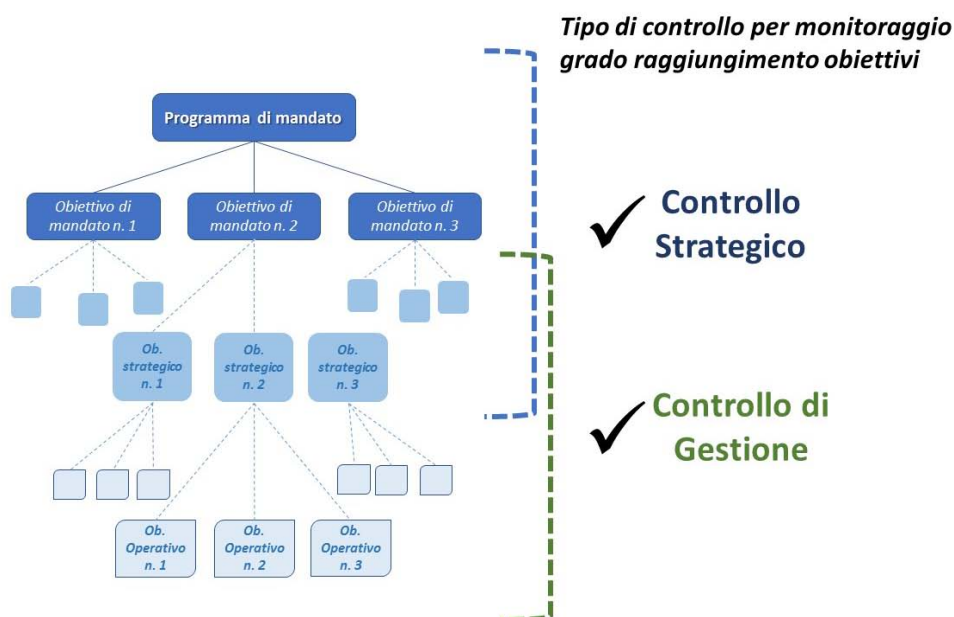 Tipo di controllo per monitoraggio
grado raggiungimento obiettivi
Programma di mandato
Obiettivo di
mandato n. 1
Obiettivo di
mandato n. 2
Obiettivo di
mandato n. 3
Controllo
Strategico
Ob.
strategico
n. 1
Ob.
strategico
n. 2
Ob.
strategico
n. 3
Controllo di
Gestione
Ob.
Operativo
n. 1
Ob.
Operativo
n. 2
Ob.
Operativo
n. 3